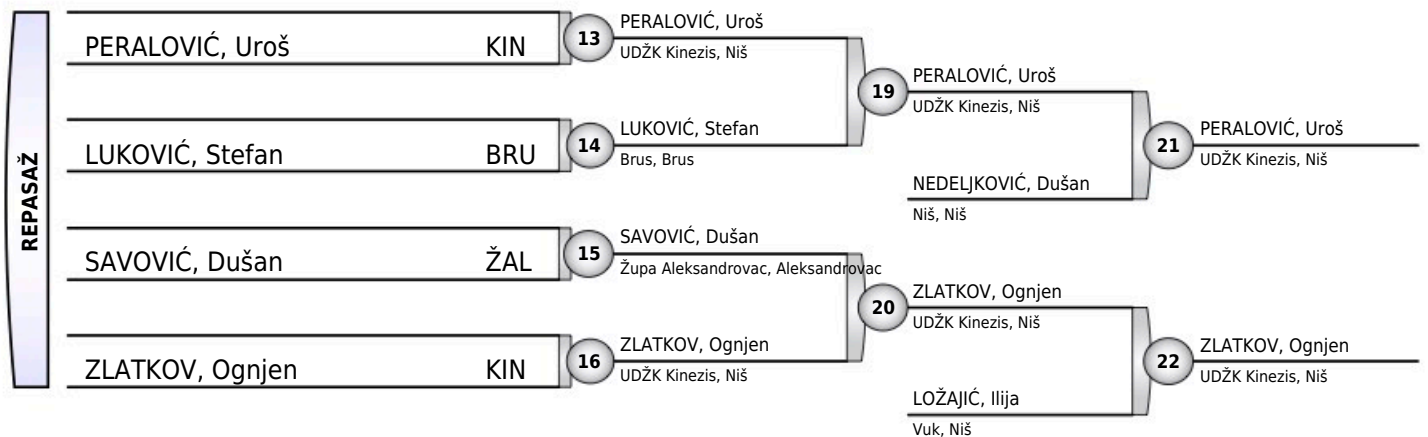 REPASAŽ
PERALOVIĆ, Uroš KIN
13
PERALOVIĆ, Uroš
UDŽK Kinezis, Niš
LUKOVIĆ, Stefan BRU
14
LUKOVIĆ, Stefan
Brus, Brus
19
PERALOVIĆ, Uroš
UDŽK Kinezis, Niš
NEDELJKOVIĆ, Dušan
Niš, Niš
21
PERALOVIĆ, Uroš
UDŽK Kinezis, Niš
SAVOVIĆ, Dušan ŽAL
15
SAVOVIĆ, Dušan
Župa Aleksandrovac, Aleksandrovac
ZLATKOV, Ognjen KIN
16
ZLATKOV, Ognjen
UDŽK Kinezis, Niš
20
ZLATKOV, Ognjen
UDŽK Kinezis, Niš
LOŽAJIĆ, Ilija
Vuk, Niš
22
ZLATKOV, Ognjen
UDŽK Kinezis, Niš